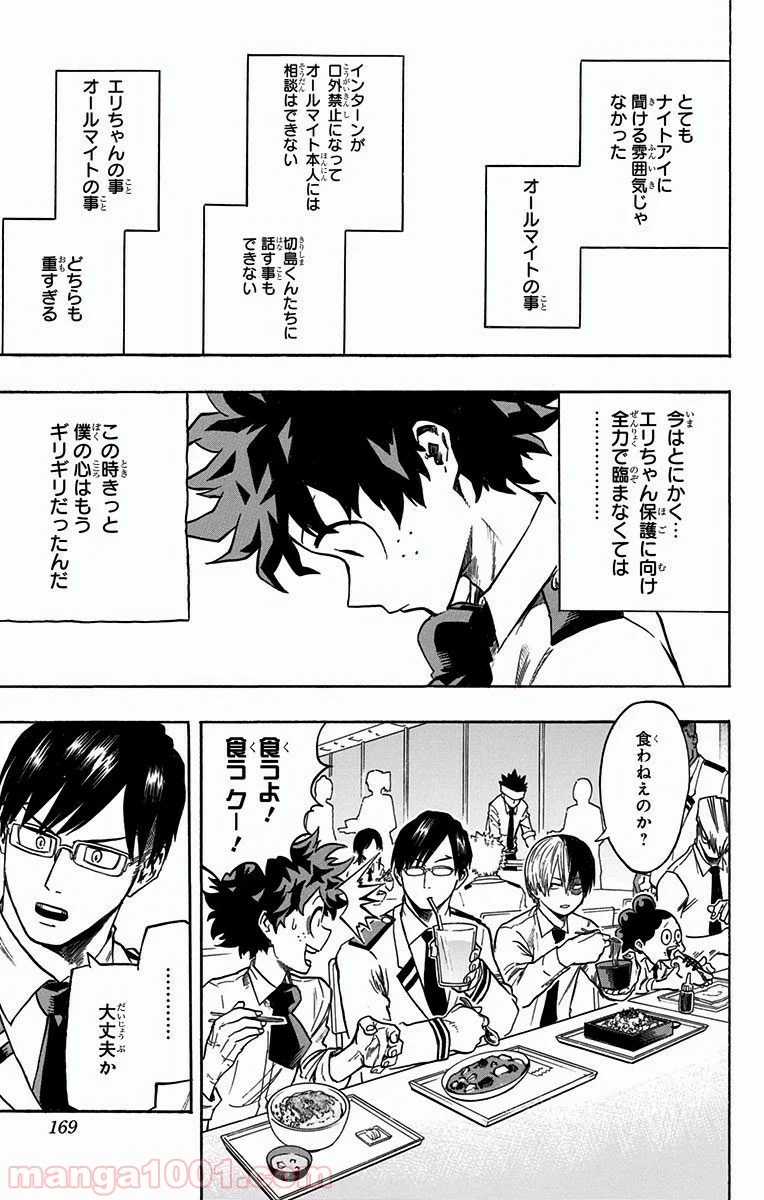 とても
ナイトアイに
聞ける雰囲気じゃ
なかった
オールマイトの事
インターンが
口外禁止になって
オールマイト本人には
相談はできない
切島くんたちに
話す事も
できない
エリちゃんの事
オールマイトの事
どちらも
重すぎる
今はとにかく…
エリちゃん保護に向け
全力で臨まなくては
………………
この時きっと
僕の心はもう
ギリギリだったんだ
食わねえのか?
食うよ!
食う クー!
………
大丈夫か
169
manga1001.com